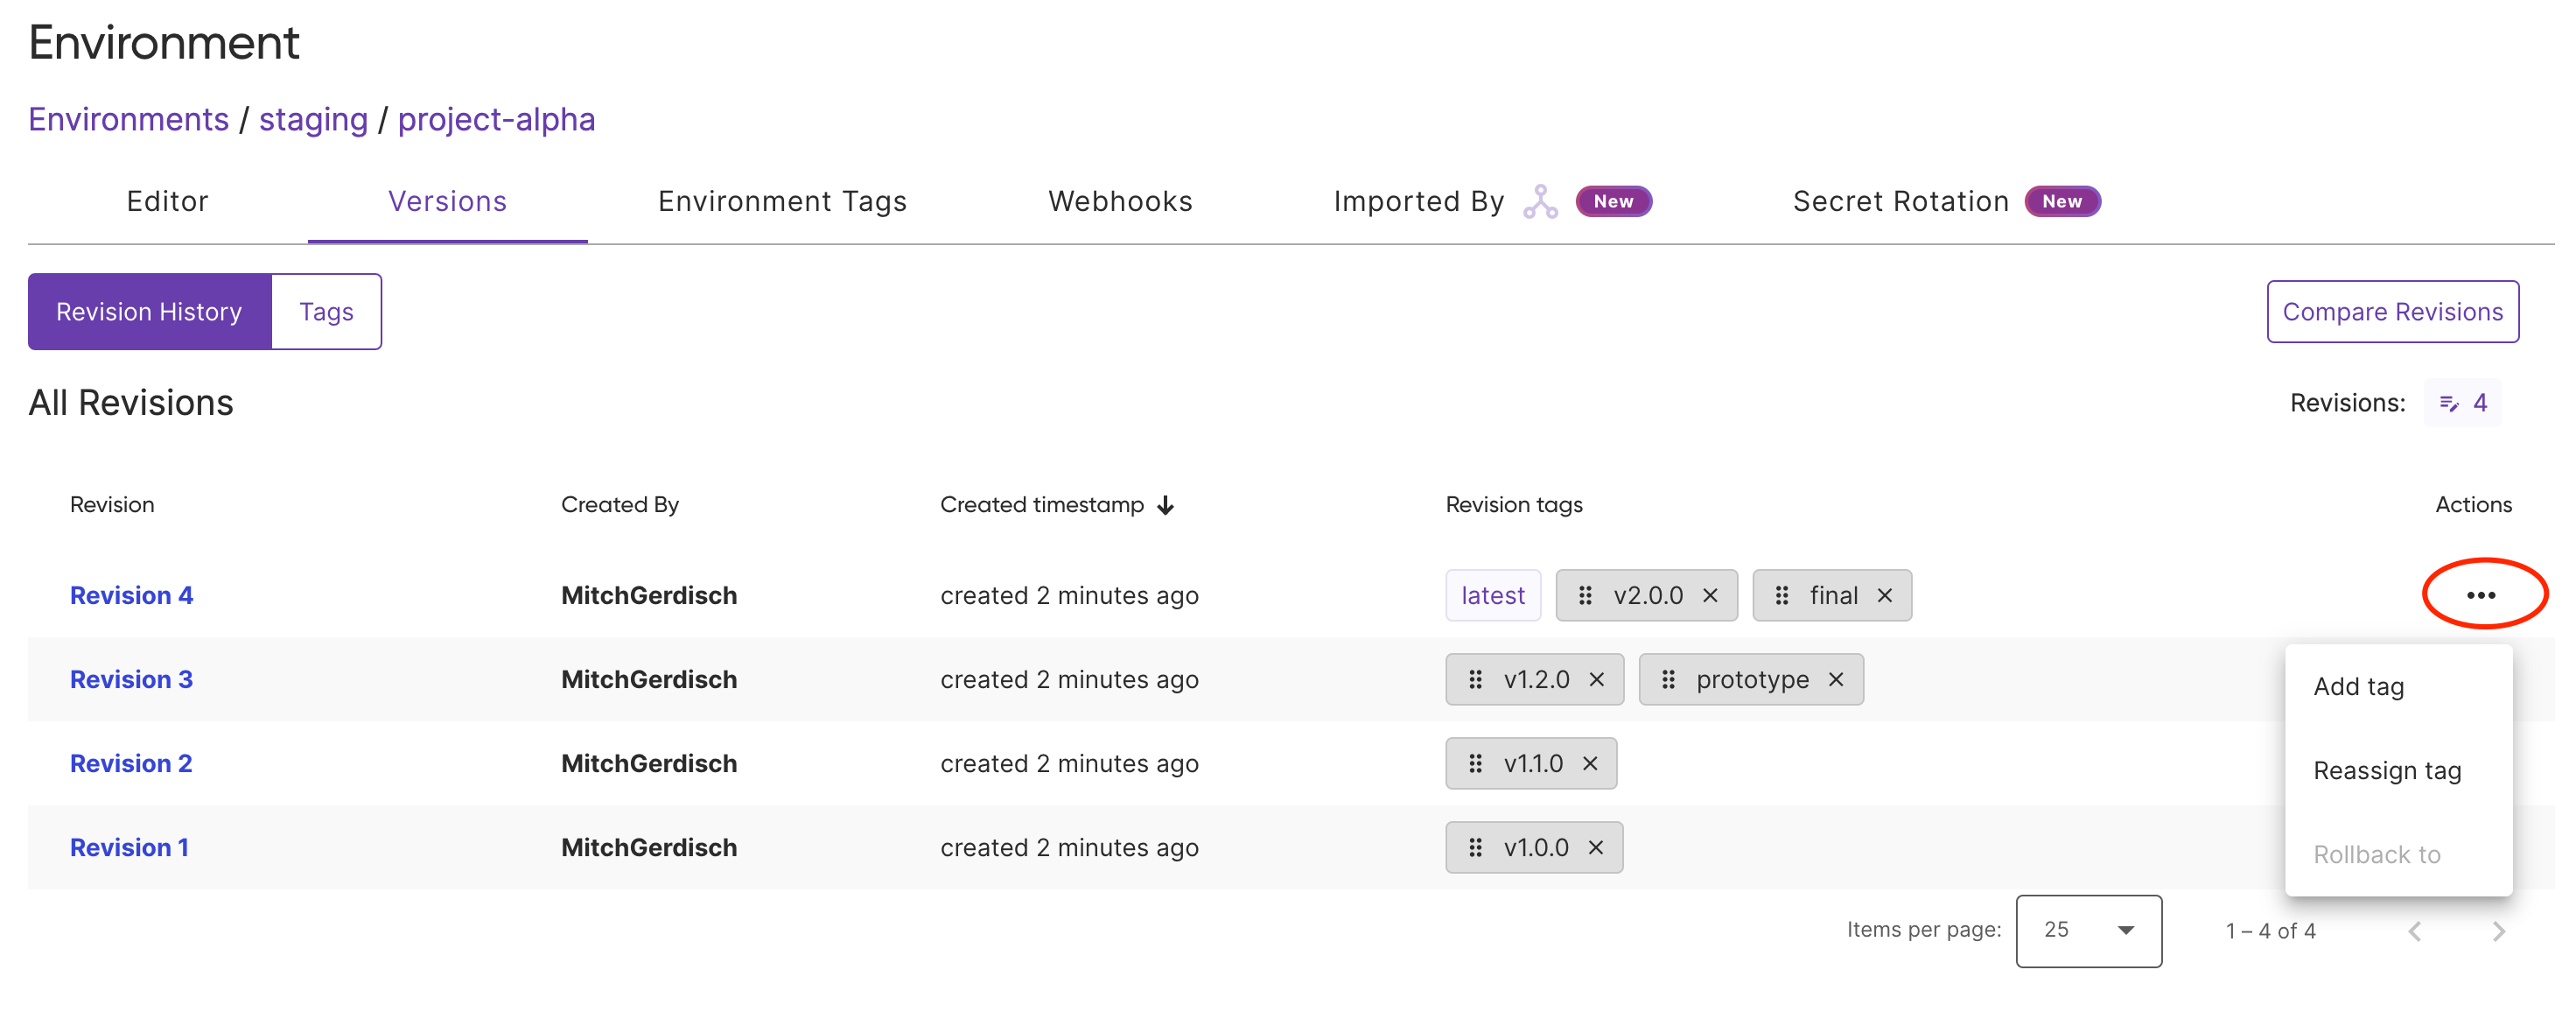 Environment
Environments / staging / project-alpha
Editor Versions Environment Tags Webhooks Imported By New Secret Rotation New
Revision History Tags Compare Revisions
All Revisions Revisions: 4
Revision Created By Created timestamp Revision tags Actions
Revision 4 MitchGerdisch created 2 minutes ago latest v2.0.0 final
Revision 3 MitchGerdisch created 2 minutes ago v1.2.0 prototype
Add tag
Revision 2 MitchGerdisch created 2 minutes ago v1.1.0
Reassign tag
Revision 1 MitchGerdisch created 2 minutes ago v1.0.0
Rollback to
Items per page: 25 1 – 4 of 4